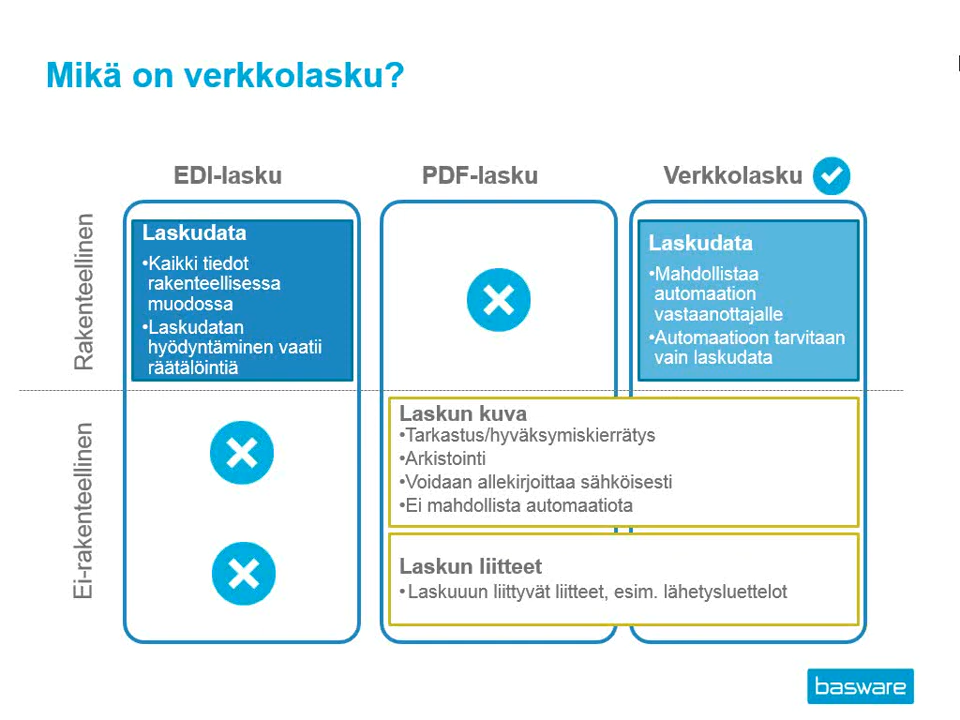 Mikä on verkkolasku?
EDI-lasku
PDF-lasku
Verkkolasku
Rakenteellinen
Laskudata
•Kaikki tiedot
rakenteellisessa
muodossa
•Laskudatan
hyödyntäminen vaatii
räätälöintiä
Laskudata
•Mahdollistaa
automaation
vastaanottajalle
•Automaatioon tarvitaan
vain laskudata
Ei-rakenteellinen
Laskun kuva
•Tarkastus/hyväksymiskierrätys
•Arkistointi
•Voidaan allekirjoittaa sähköisesti
•Ei mahdollista automaatiota
Laskun liitteet
•Laskuuun liittyvät liitteet, esim. lähetysluettelot
basware